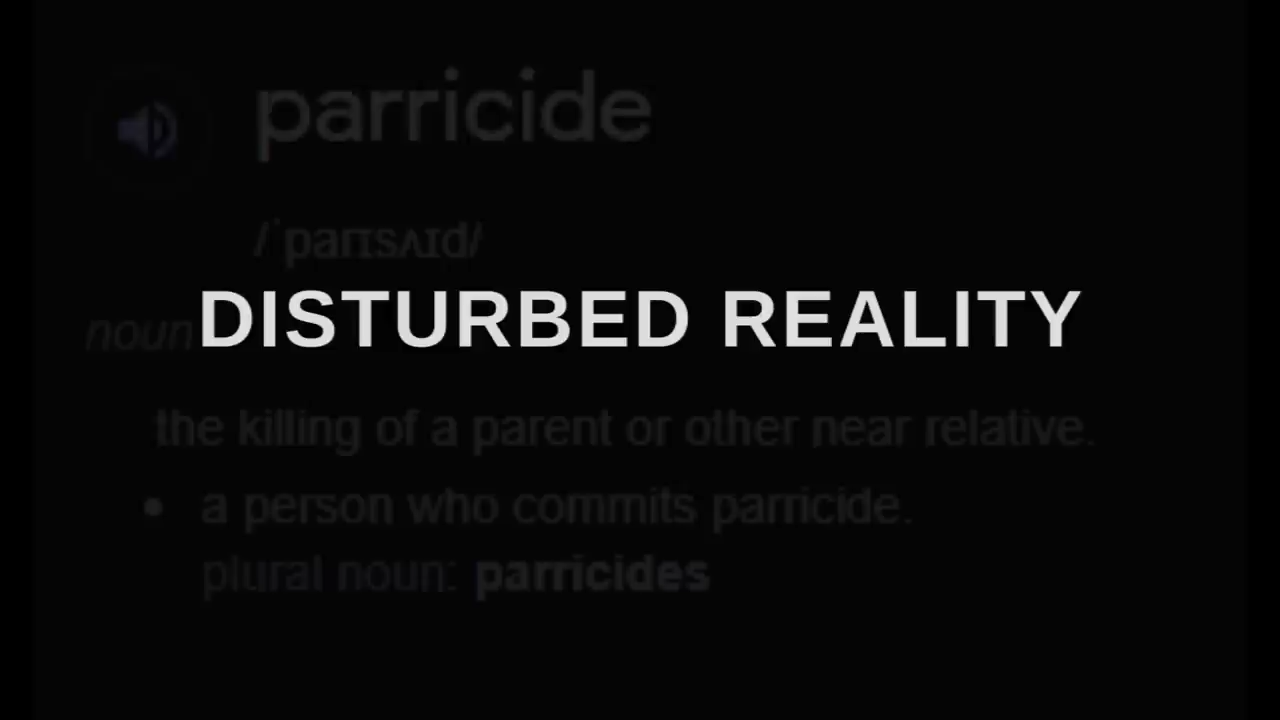 parricide
/ˈparɪsʌɪd/
DISTURBED REALITY
noun
the killing of a parent or other near relative.
• a person who commits parricide.
plural noun: parricides